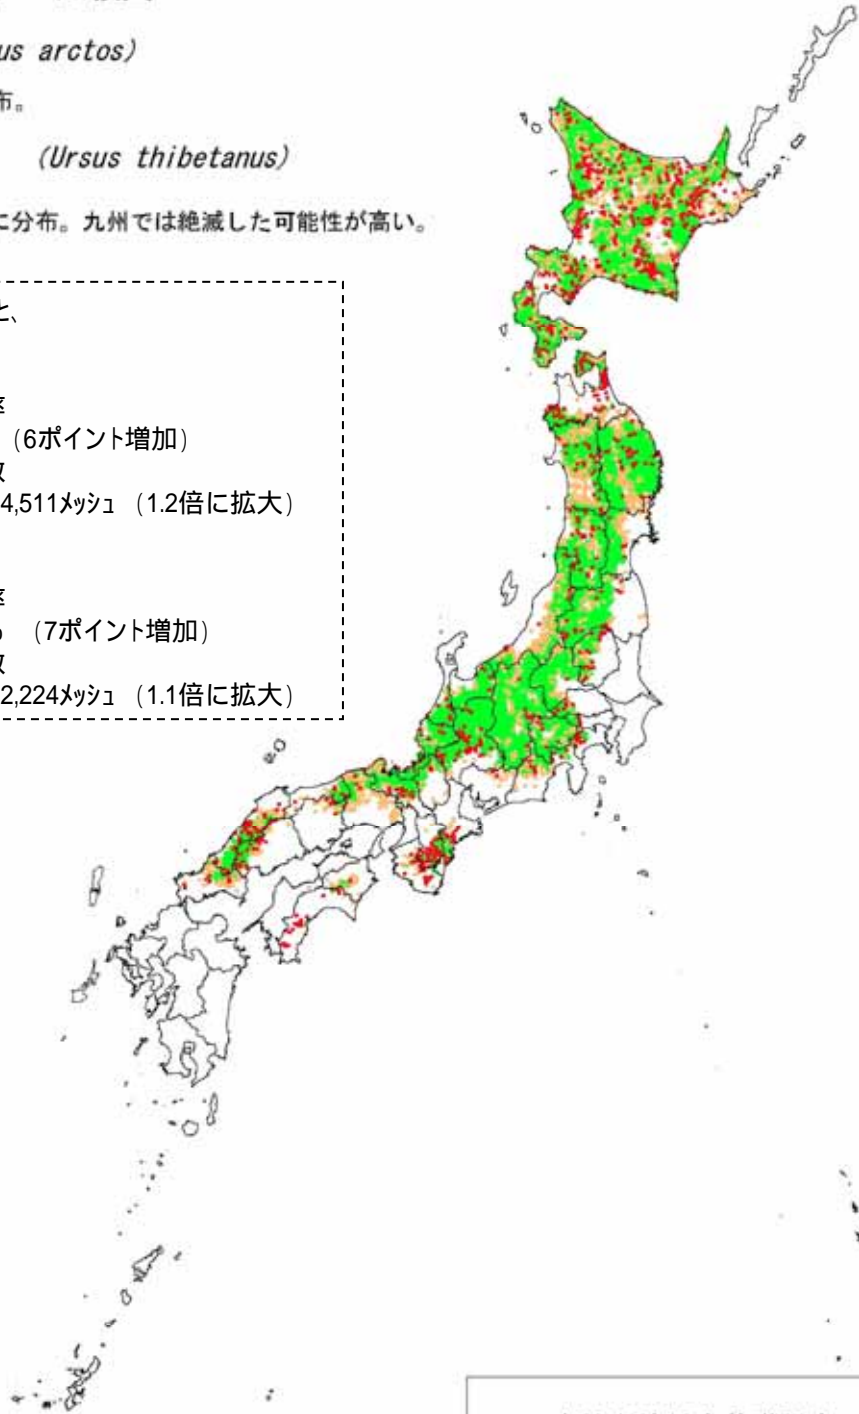 us arctos)
布。
(Ursus thibetanus)
に分布。九州では絶滅した可能性が高い。
と、
率
(6ポイント増加)
数
4,511メッシュ (1.2倍に拡大)
率
% (7ポイント増加)
数
2,224メッシュ (1.1倍に拡大)